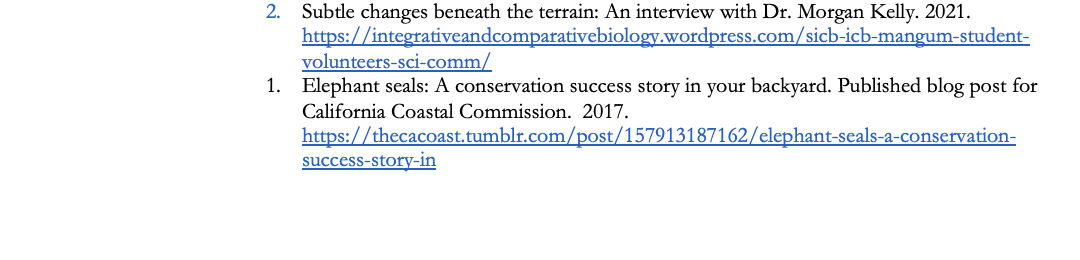 2. Subtle changes beneath the terrain: An interview with Dr. Morgan Kelly. 2021.
https://integrativeandcomparativebiology.wordpress.com/sicb-icb-mangum-student-
volunteers-sci-comm/
1. Elephant seals: A conservation success story in your backyard. Published blog post for
California Coastal Commission. 2017.
https://thecacoast.tumblr.com/post/157913187162/elephant-seals-a-conservation-
success-story-in